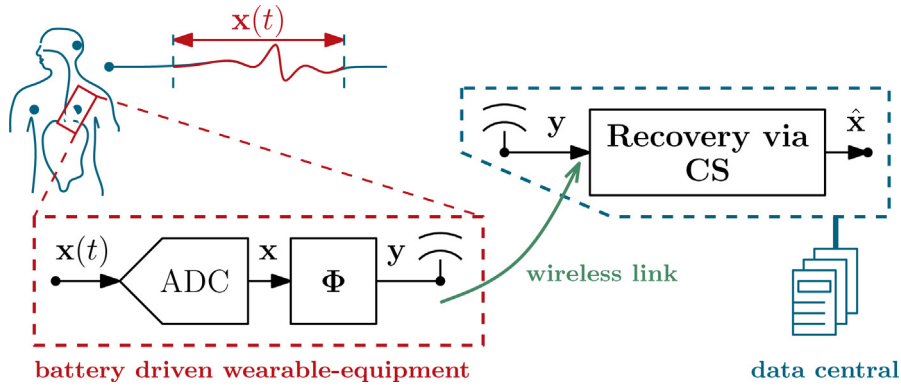 x(t)
y
Recovery via
CS
x̂
x(t)
ADC
x
Φ
y
wireless link
battery driven wearable-equipment
data central